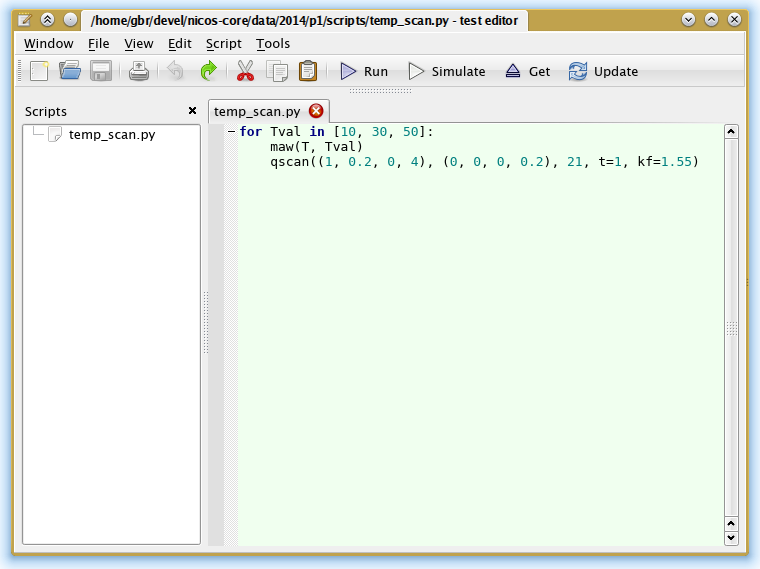 /home/gbr/devel/nicos-core/data/2014/p1/scripts/temp_scan.py - test editor
Window File View Edit Script Tools
Run Simulate Get Update
Scripts
temp_scan.py
temp_scan.py
for Tval in [10, 30, 50]:
    maw(T, Tval)
    qscan((1, 0.2, 0, 4), (0, 0, 0, 0.2), 21, t=1, kf=1.55)